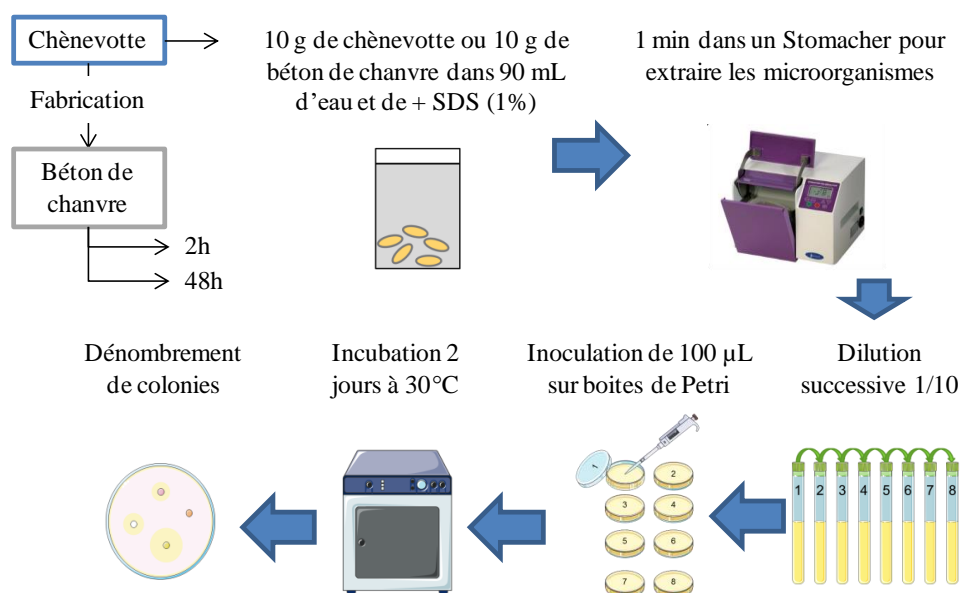 Chènevotte
Fabrication
Béton de
chanvre
2h
48h
10 g de chènevotte ou 10 g de
béton de chanvre dans 90 mL
d'eau et de + SDS (1%)
1 min dans un Stomacher pour
extraire les microorganismes
Dilution
successive 1/10
1 2 3 4 5 6 7 8
Inoculation de 100 µL
sur boites de Petri
1
2
3 4
5 6
7 8
Incubation 2
jours à 30°C
Dénombrement
de colonies